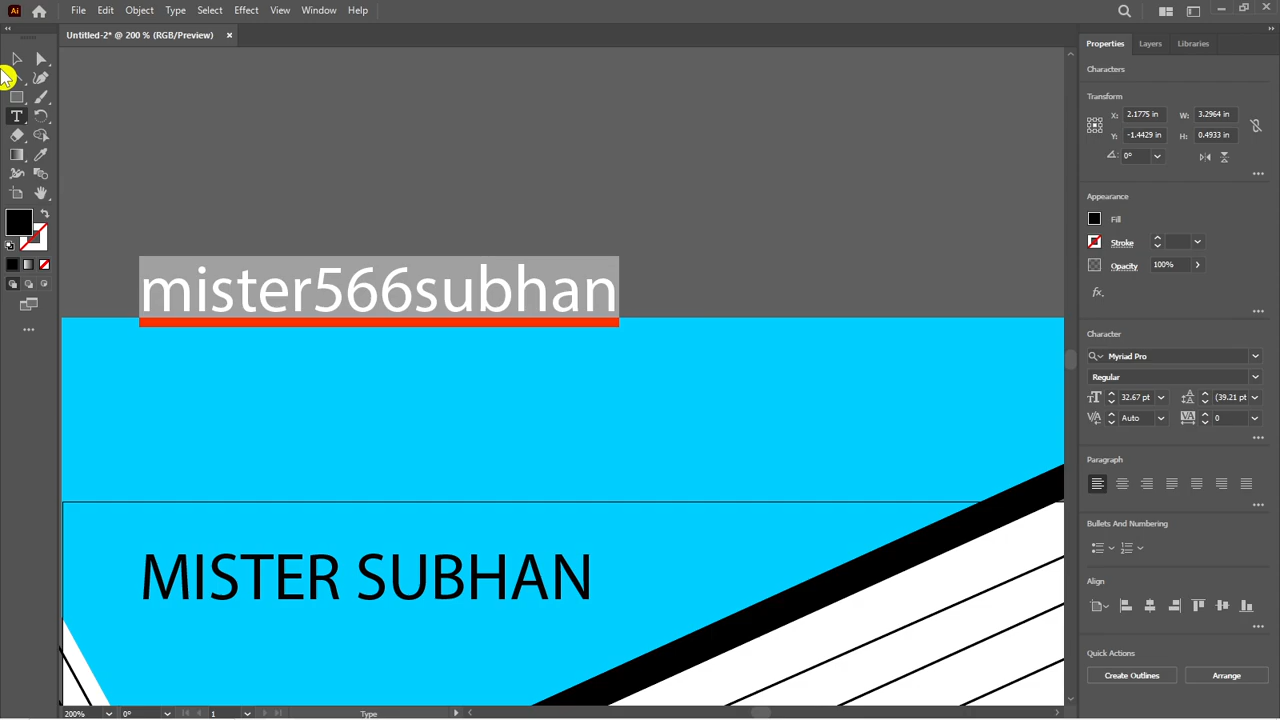 Ai File Edit Object Type Select Effect View Window Help
Untitled-2* @ 200 % (RGB/Preview) ×
Properties Layers Libraries
Characters
Transform
X: 2.1775 in W: 3.2964 in
Y: -1.4429 in H: 0.4933 in
0°
Appearance
Fill
Stroke
Opacity 100%
fx.
Character
Myriad Pro
Regular
32.67 pt (39.21 pt
Auto 0
Paragraph
Bullets And Numbering
Align
Quick Actions
Create Outlines Arrange
T
mister566subhan
MISTER SUBHAN
200% 0° 1 Type